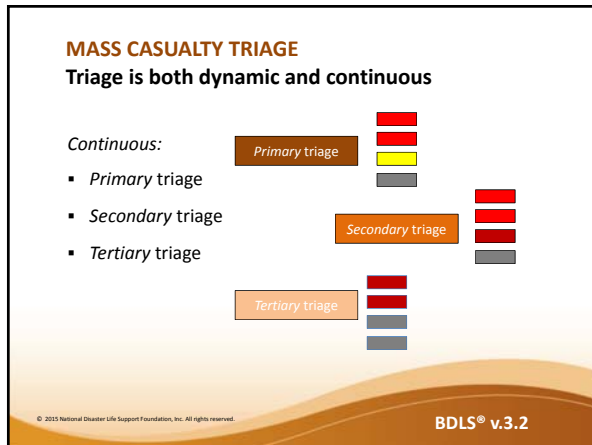 MASS CASUALTY TRIAGE
Triage is both dynamic and continuous
Continuous:
▪ Primary triage
▪ Secondary triage
▪ Tertiary triage
Primary triage
Secondary triage
Tertiary triage
© 2015 National Disaster Life Support Foundation, Inc. All rights reserved.
BDLS® v.3.2